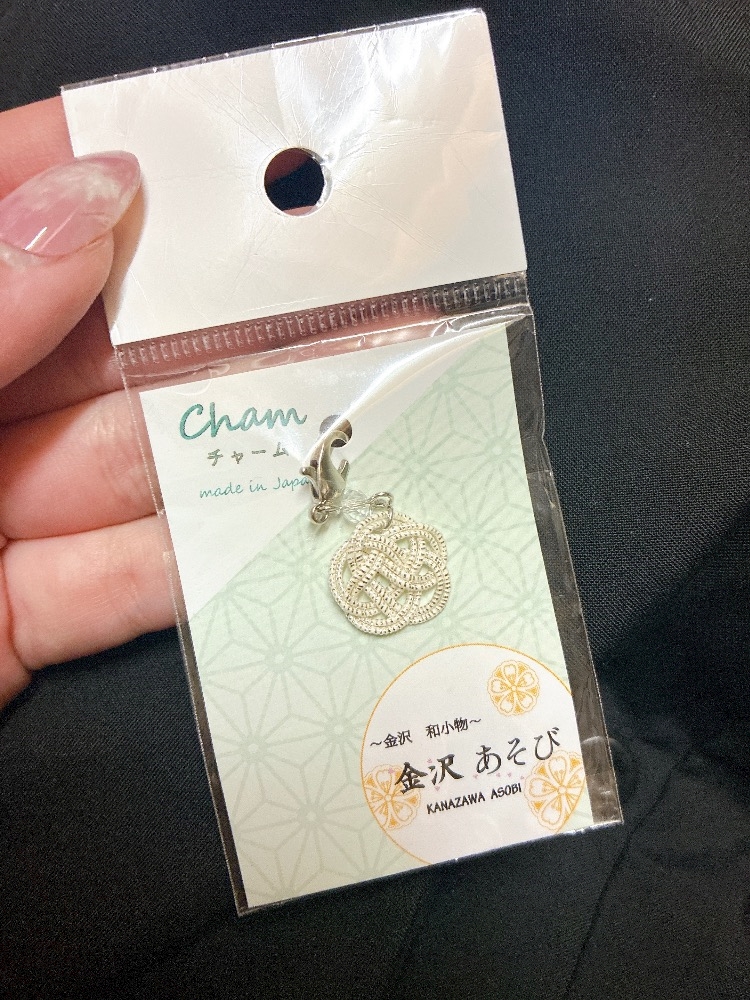 Cham
チャーム
made in Japa
～金沢 和小物～
金沢 あそび
KANAZAWA ASOBI